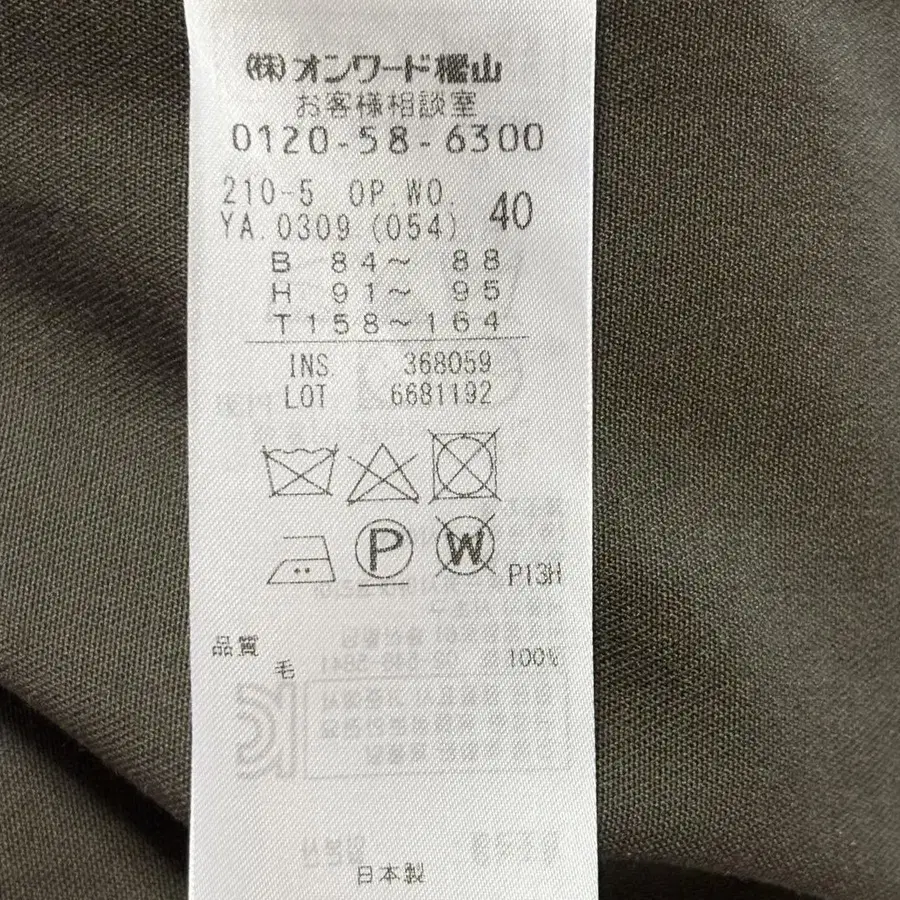 (株)オンワード樫山
お客様相談室
0120-58-6300
210-5 OP.WO.
YA.0309 (054) 40
B 84～ 88
H 91～ 95
T158～164
INS 368059
LOT 6681192
P
W
P13H
品質
毛 100%
日本製